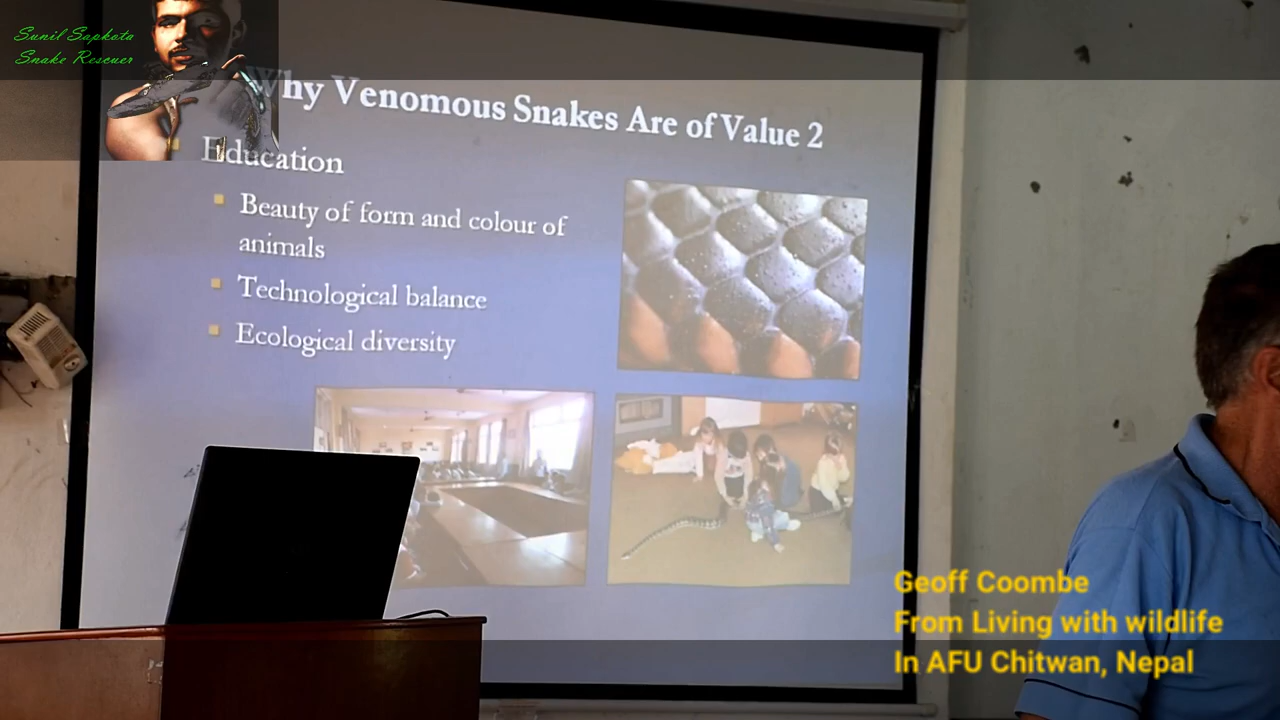 Sunil Sapkota
Snake Rescuer
Why Venomous Snakes Are of Value 2
Education
Beauty of form and colour of
animals
Technological balance
Ecological diversity
Geoff Coombe
From Living with wildlife
In AFU Chitwan, Nepal